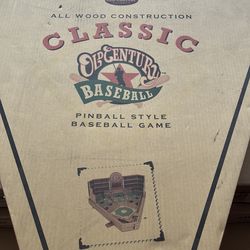 ALL WOOD CONSTRUCTION
CLASSIC
OLD CENTURY
BASEBALL
PINBALL STYLE
BASEBALL GAME